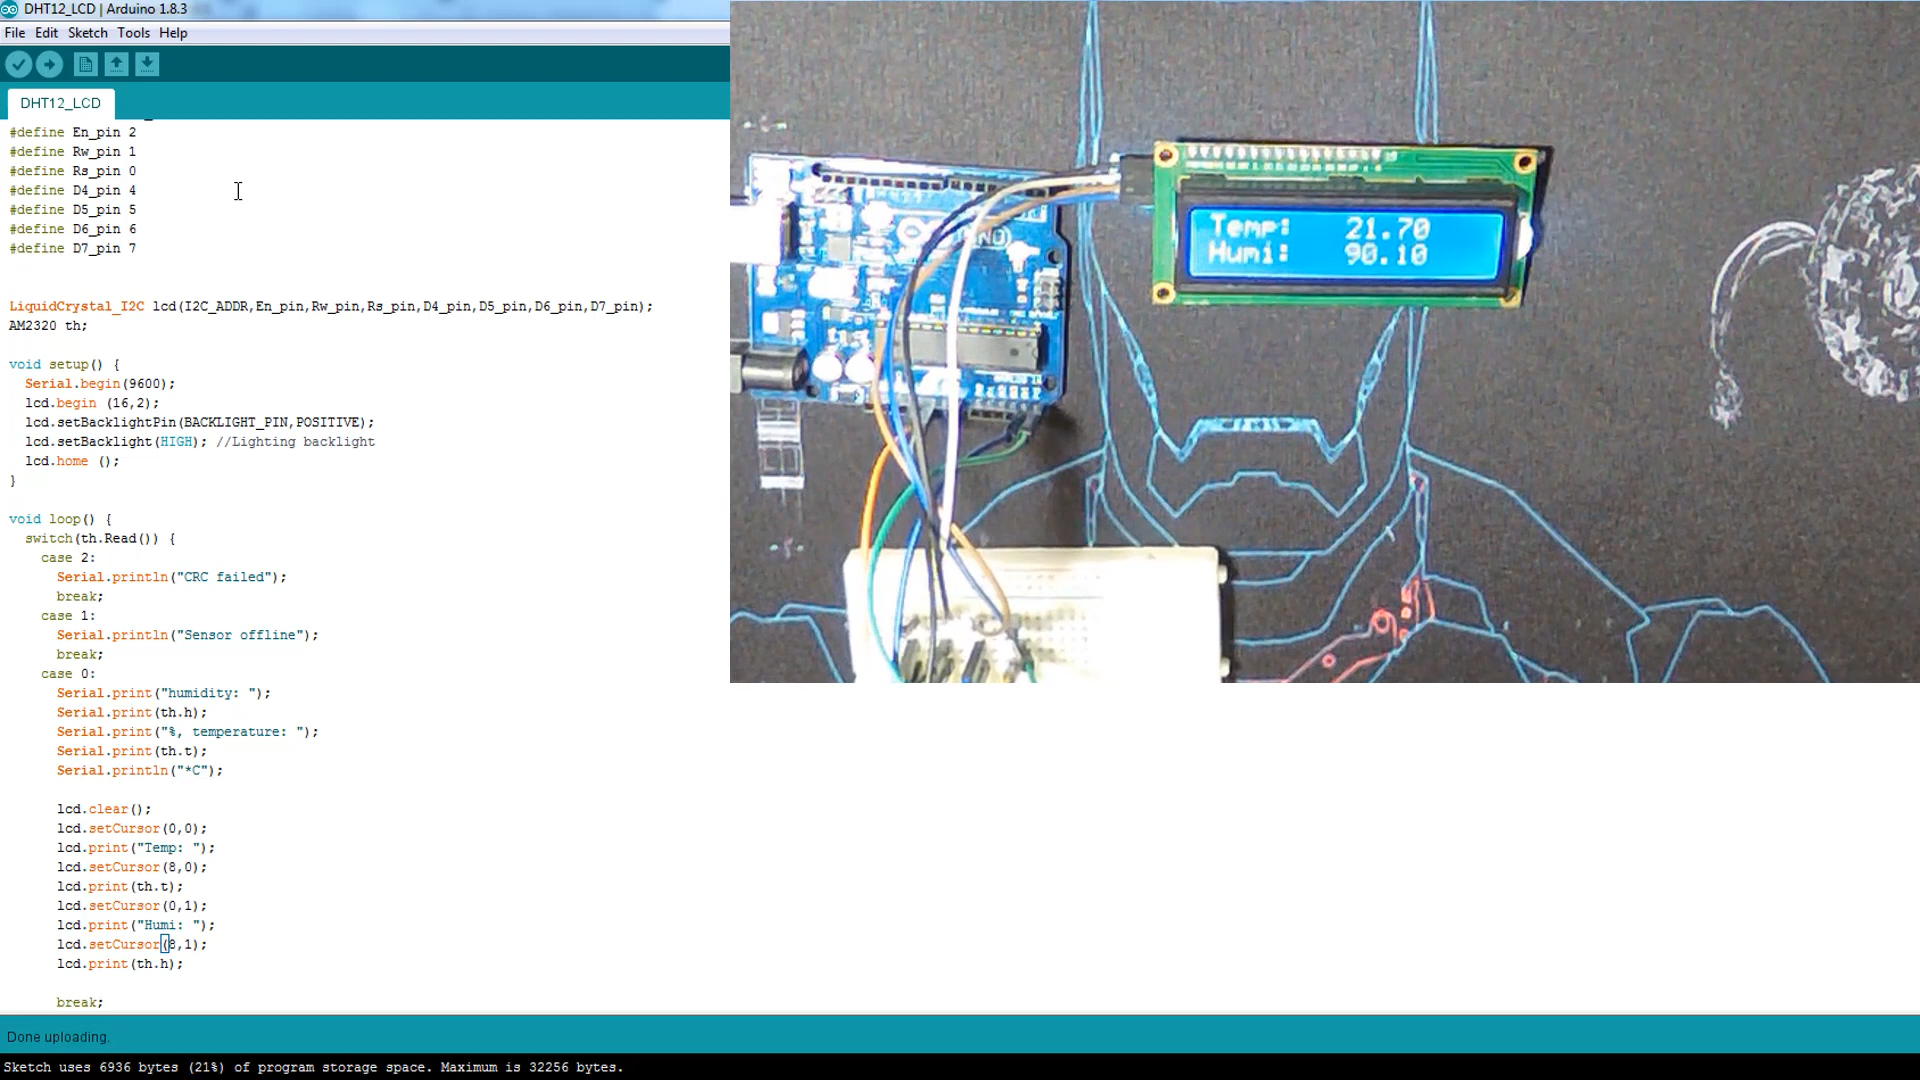 DHT12_LCD | Arduino 1.8.3
File Edit Sketch Tools Help
DHT12_LCD
#define En_pin 2
#define Rw_pin 1
#define Rs_pin 0
#define D4_pin 4
#define D5_pin 5
#define D6_pin 6
#define D7_pin 7
LiquidCrystal_I2C lcd(I2C_ADDR,En_pin,Rw_pin,Rs_pin,D4_pin,D5_pin,D6_pin,D7_pin);
AM2320 th;
void setup() {
Serial.begin(9600);
lcd.begin (16,2);
lcd.setBacklightPin(BACKLIGHT_PIN,POSITIVE);
lcd.setBacklight(HIGH); //Lighting backlight
lcd.home ();
}
void loop() {
switch(th.Read()) {
case 2:
Serial.println("CRC failed");
break;
case 1:
Serial.println("Sensor offline");
break;
case 0:
Serial.print("humidity: ");
Serial.print(th.h);
Serial.print("%, temperature: ");
Serial.print(th.t);
Serial.println("*C");
lcd.clear();
lcd.setCursor(0,0);
lcd.print("Temp: ");
lcd.setCursor(8,0);
lcd.print(th.t);
lcd.setCursor(0,1);
lcd.print("Humi: ");
lcd.setCursor(8,1);
lcd.print(th.h);
break;
Done uploading.
Sketch uses 6936 bytes (21%) of program storage space. Maximum is 32256 bytes.
Temp: 21.70
Humi: 90.10